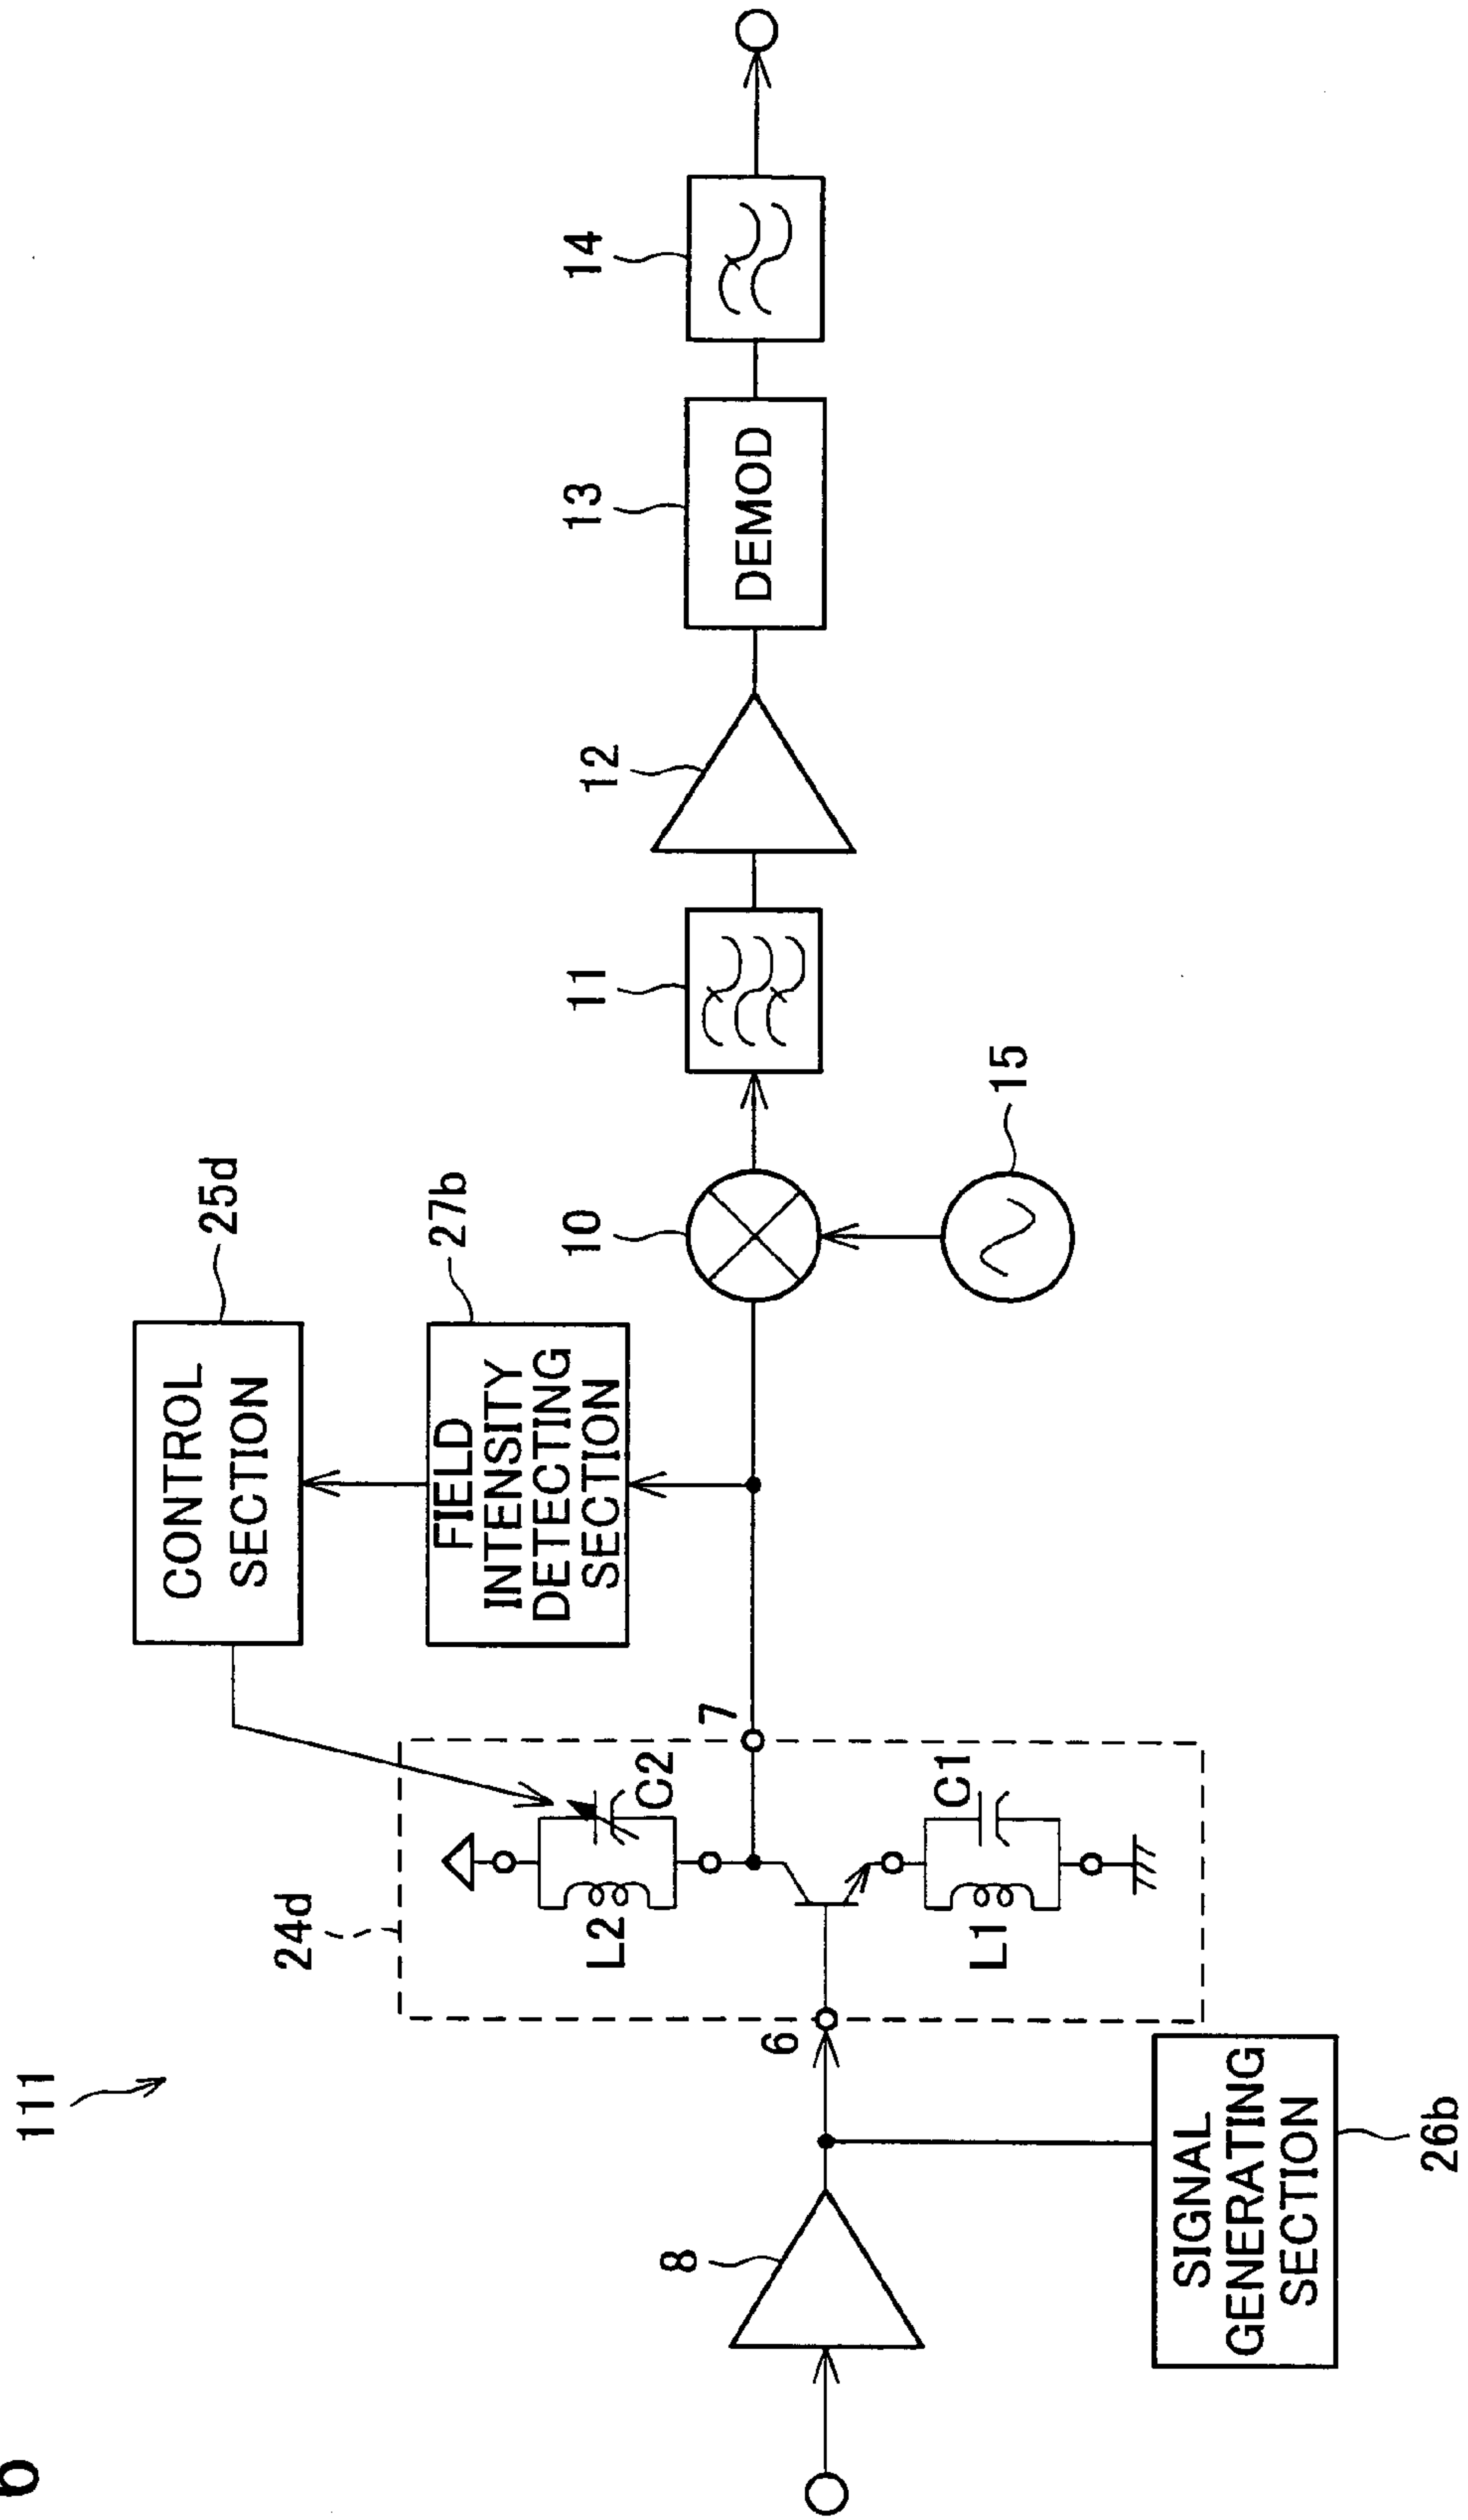 111
24d
25d
CONTROL
SECTION
27b
FIELD
INTENSITY
DETECTING
SECTION
L2
C2
7
10
11
12
13
DEMOD
14
8
6
L1
C1
15
SIGNAL
GENERATING
SECTION
26b